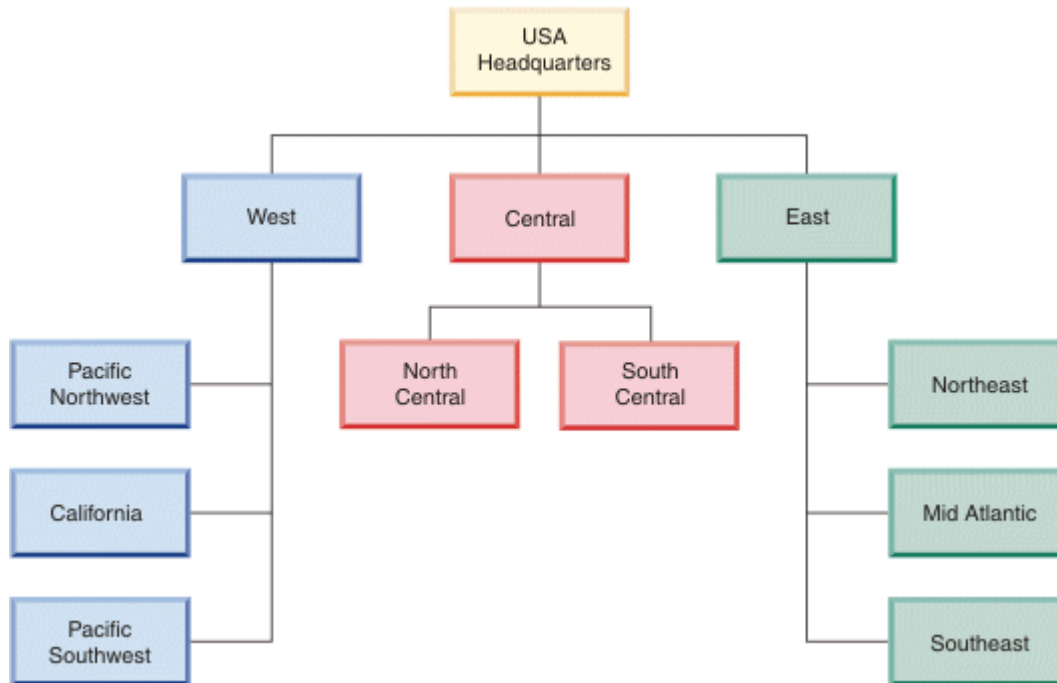 USA
Headquarters
West
Central
East
Pacific
Northwest
North
Central
South
Central
Northeast
California
Mid Atlantic
Pacific
Southwest
Southeast